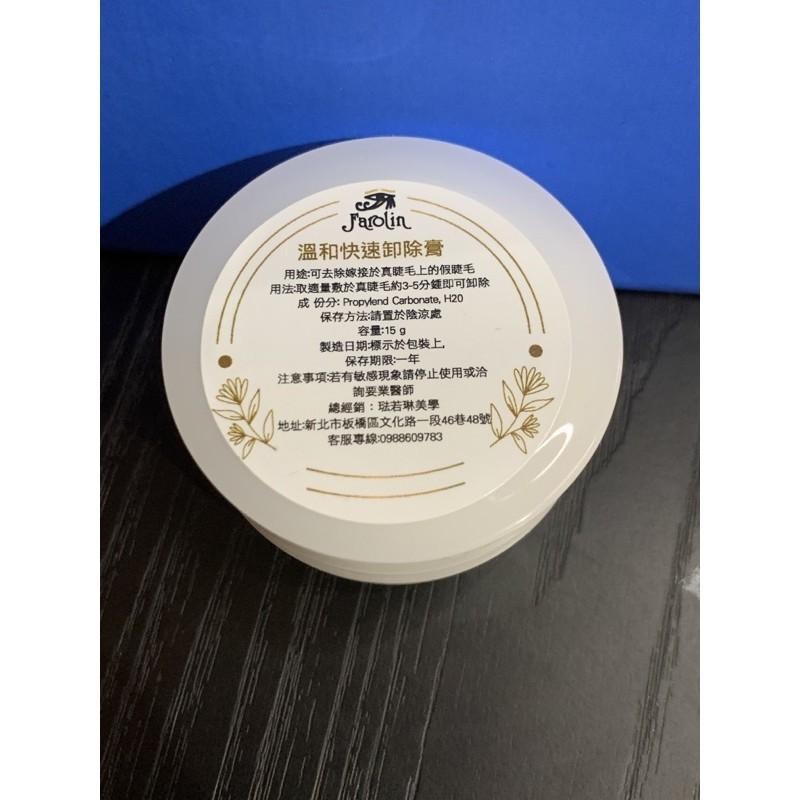 Farolin
溫和快速卸除膏
用途:可去除嫁接於真睫毛上的假睫毛
用法:取適量敷於真睫毛約3-5分鐘即可卸除
成 份分: Propylend Carbonate, H20
保存方法:請置於陰涼處
容量:15 g
製造日期:標示於包裝上,
保存期限:一年
注意事項:若有敏感現象請停止使用或洽
詢要業醫師
總經銷：琺若琳美學
地址:新北市板橋區文化路一段46巷48號
客服專線:0988609783